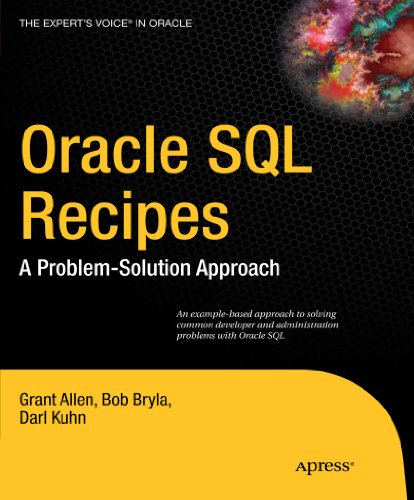 THE EXPERT'S VOICE® IN ORACLE
Oracle SQL
Recipes
A Problem-Solution Approach
An example-based approach to solving
common developer and administration
problems with Oracle SQL
Grant Allen, Bob Bryla,
Darl Kuhn
Apress®